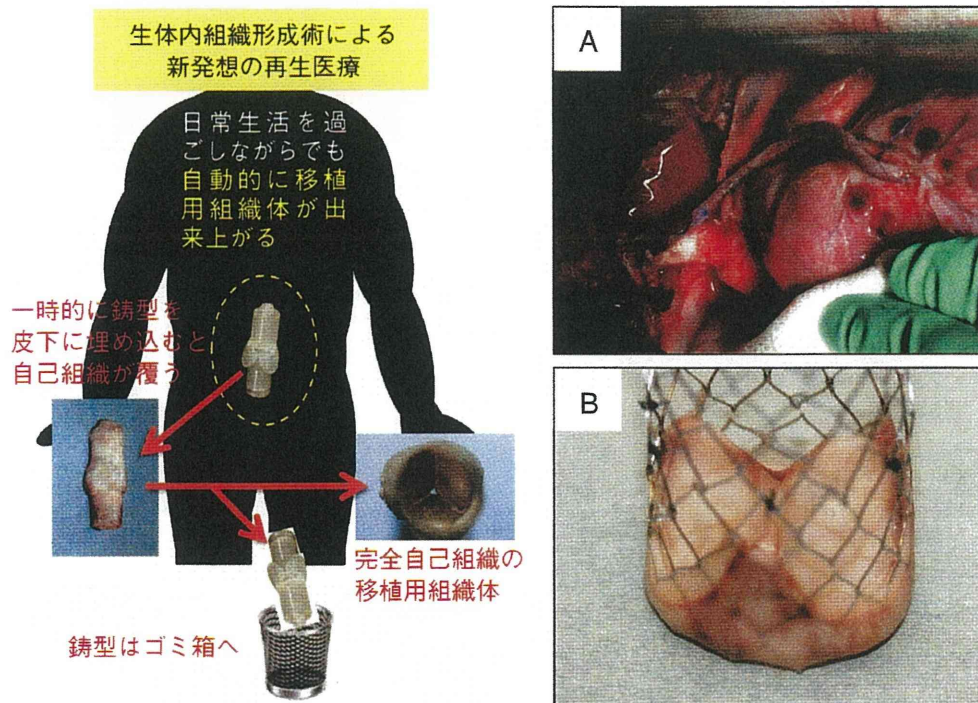 生体内組織形成術による
新発想の再生医療
日常生活を過
ごしながらでも
自動的に移植
用組織体が出
来上がる
一時的に鋳型を
皮下に埋め込むと
自己組織が覆う
完全自己組織の
移植用組織体
鋳型はゴミ箱へ
A
B